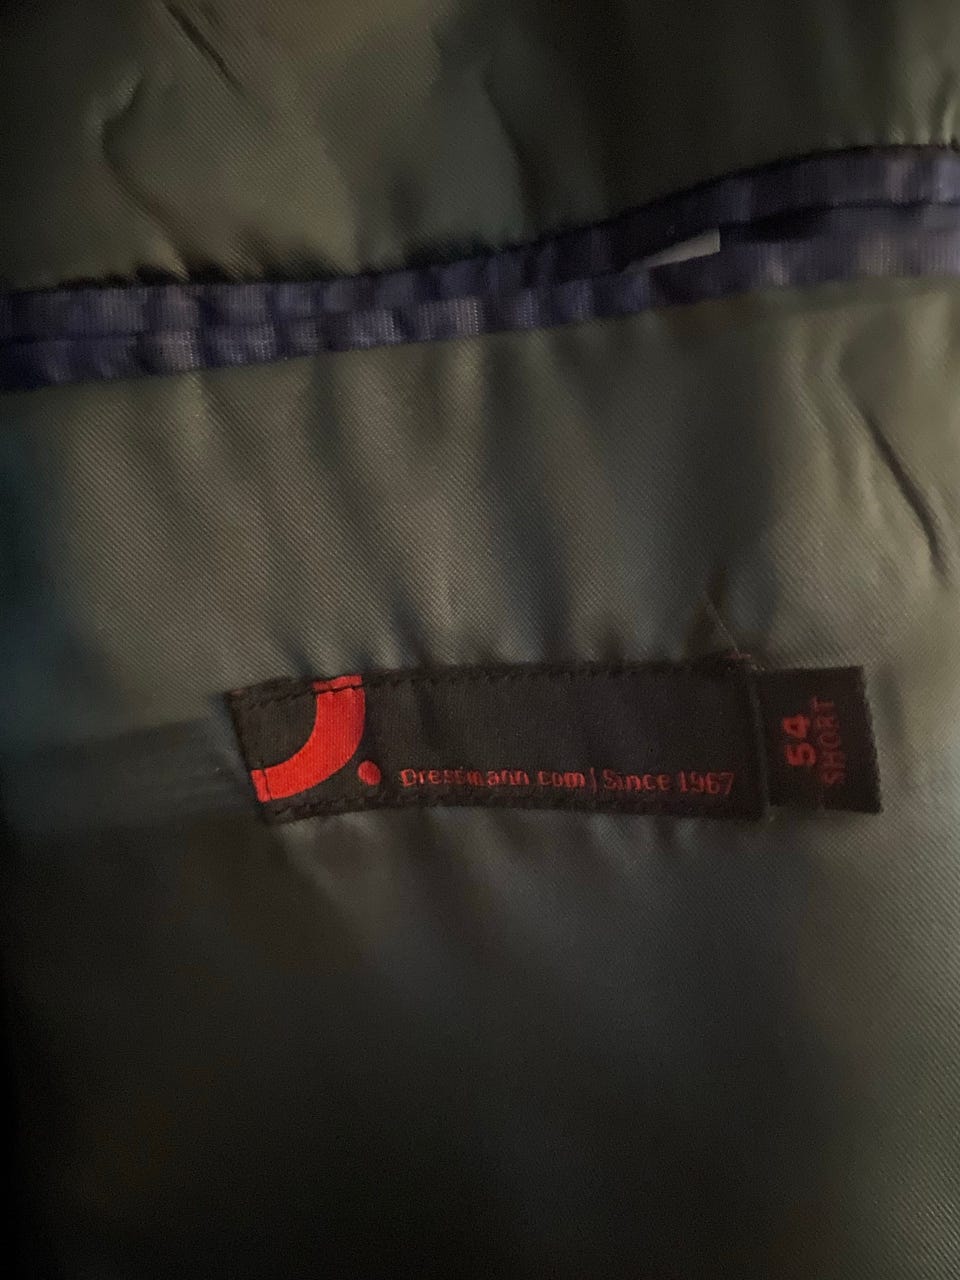 Dressmann.com | Since 1967
54
SHORT